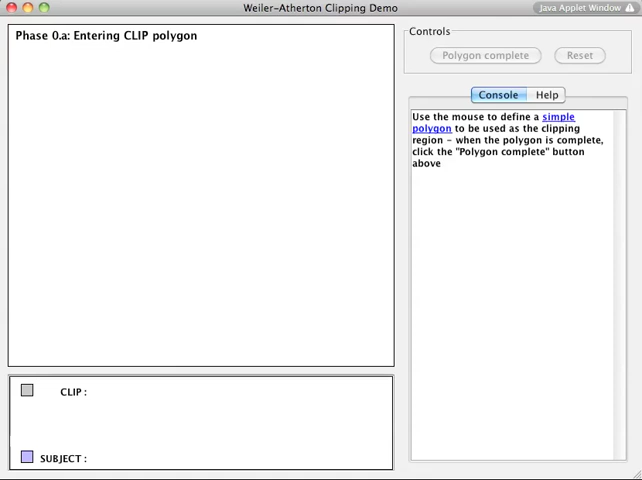 Weiler-Atherton Clipping Demo
Java Applet Window
Phase 0.a: Entering CLIP polygon
Controls
Polygon complete
Reset
Console
Help
Use the mouse to define a simple
polygon to be used as the clipping
region - when the polygon is complete,
click the "Polygon complete" button
above
CLIP :
SUBJECT :